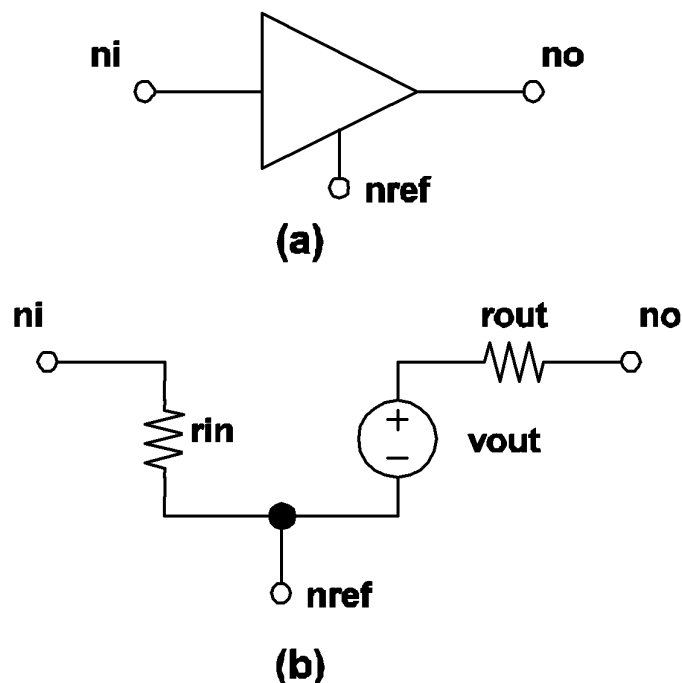 ni no
nref
(a)
ni rout no
rin + vout
−
nref
(b)